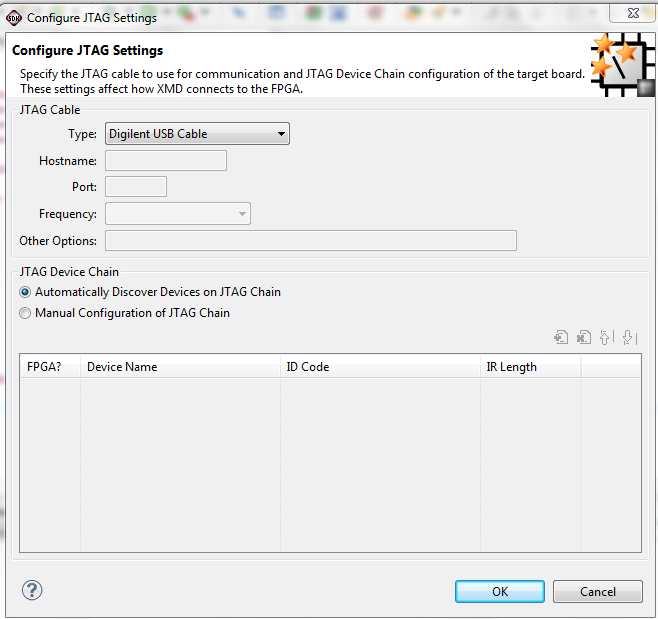 SDK Configure JTAG Settings
Configure JTAG Settings
Specify the JTAG cable to use for communication and JTAG Device Chain configuration of the target board.
These settings affect how XMD connects to the FPGA.
JTAG Cable
Type: Digilent USB Cable
Hostname:
Port:
Frequency:
Other Options:
JTAG Device Chain
Automatically Discover Devices on JTAG Chain
Manual Configuration of JTAG Chain
FPGA? Device Name ID Code IR Length
? OK Cancel